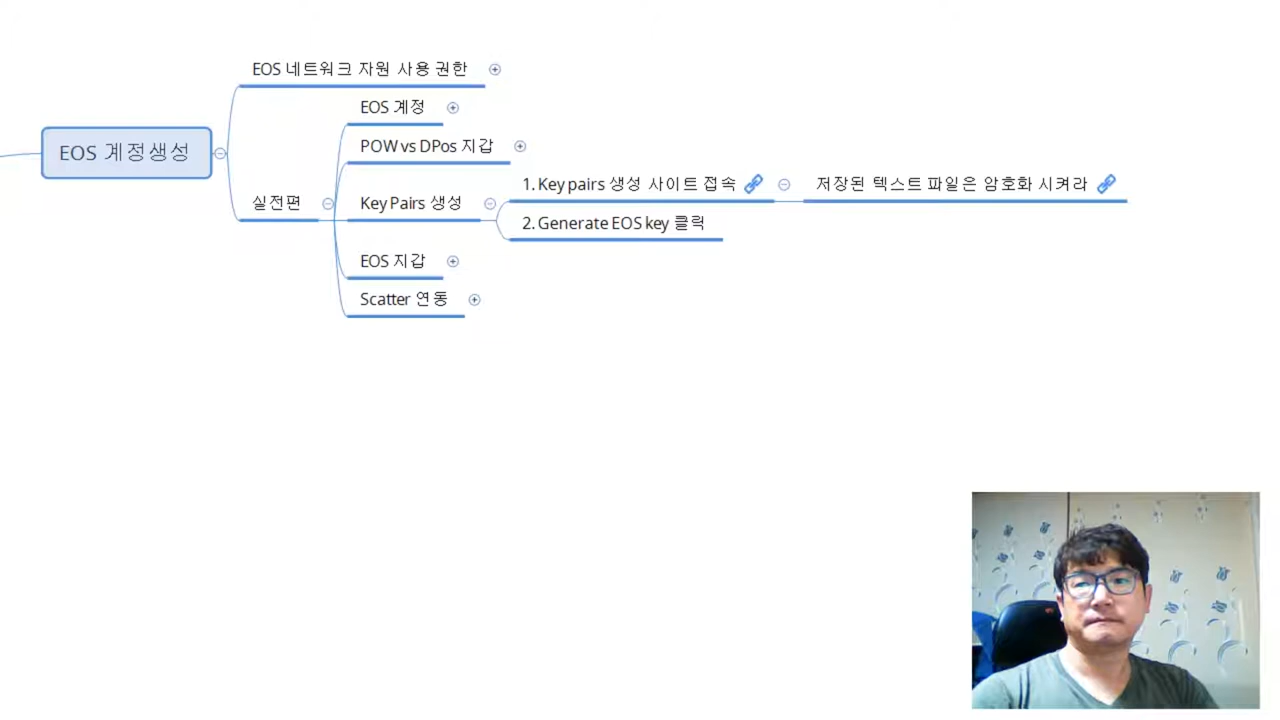 EOS 네트워크 자원 사용 권한
EOS 계정
POW vs DPos 지갑
EOS 계정생성
1. Key pairs 생성 사이트 접속
저장된 텍스트 파일은 암호화 시켜라
실전편
Key Pairs 생성
2. Generate EOS key 클릭
EOS 지갑
Scatter 연동